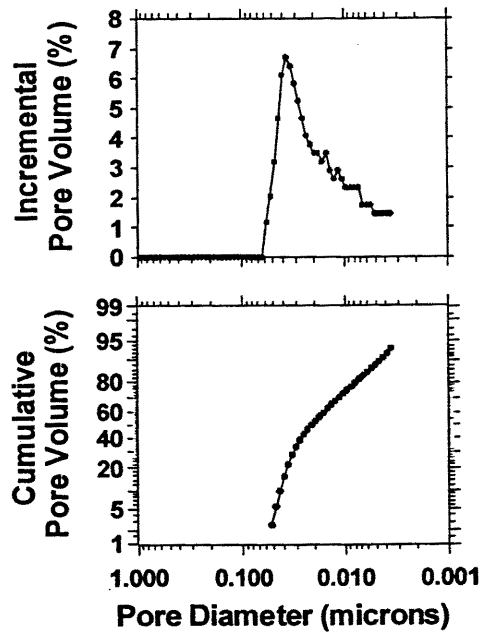 Incremental
Pore Volume (%)
8
7
6
5
4
3
2
1
0
Cumulative
Pore Volume (%)
99
95
80
60
40
20
5
1
1.000 0.100 0.010 0.001
Pore Diameter (microns)